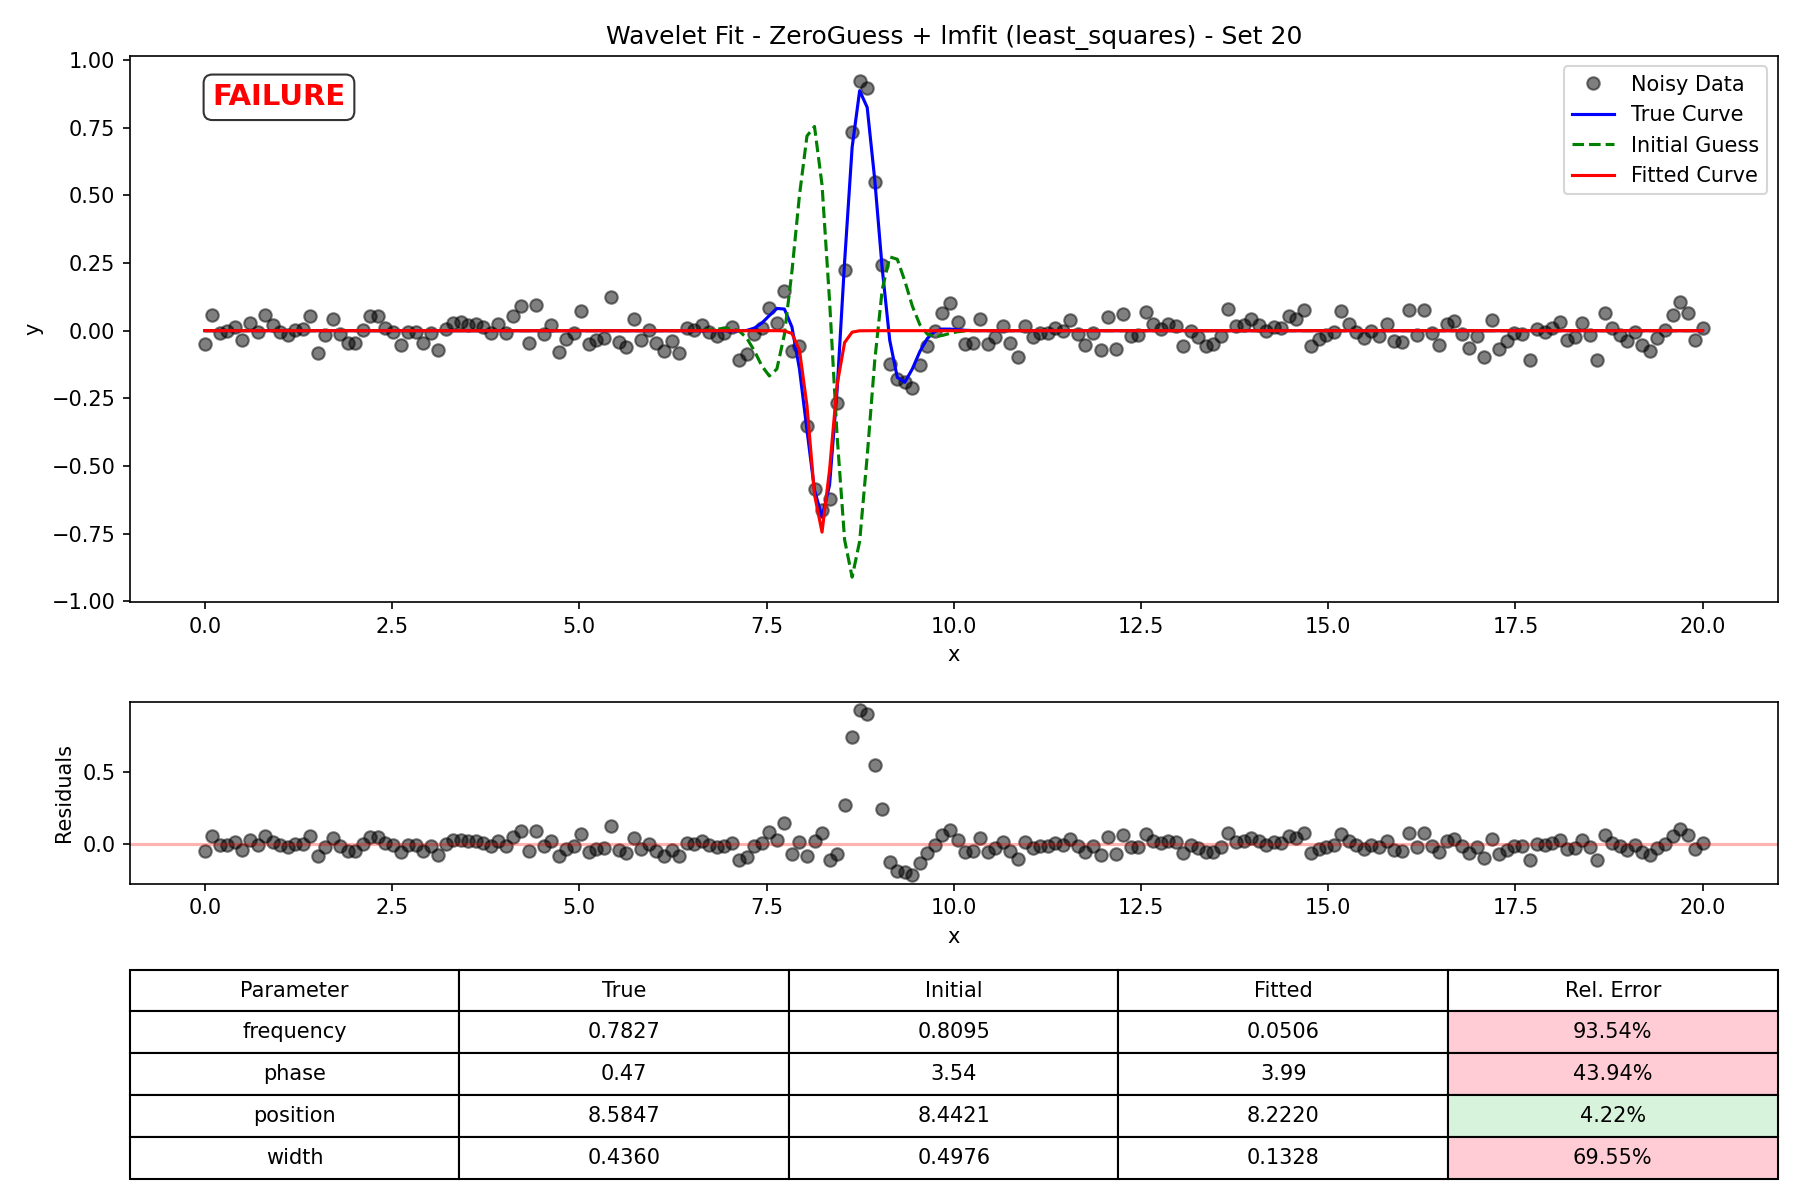 Wavelet Fit - ZeroGuess + lmfit (least_squares) - Set 20
FAILURE
Noisy Data
True Curve
Initial Guess
Fitted Curve
1.00
0.75
0.50
0.25
0.00
−0.25
−0.50
−0.75
−1.00
y
0.0 2.5 5.0 7.5 10.0 12.5 15.0 17.5 20.0
x
0.5
0.0
Residuals
0.0 2.5 5.0 7.5 10.0 12.5 15.0 17.5 20.0
x
Parameter True Initial Fitted Rel. Error
frequency 0.7827 0.8095 0.0506 93.54%
phase 0.47 3.54 3.99 43.94%
position 8.5847 8.4421 8.2220 4.22%
width 0.4360 0.4976 0.1328 69.55%